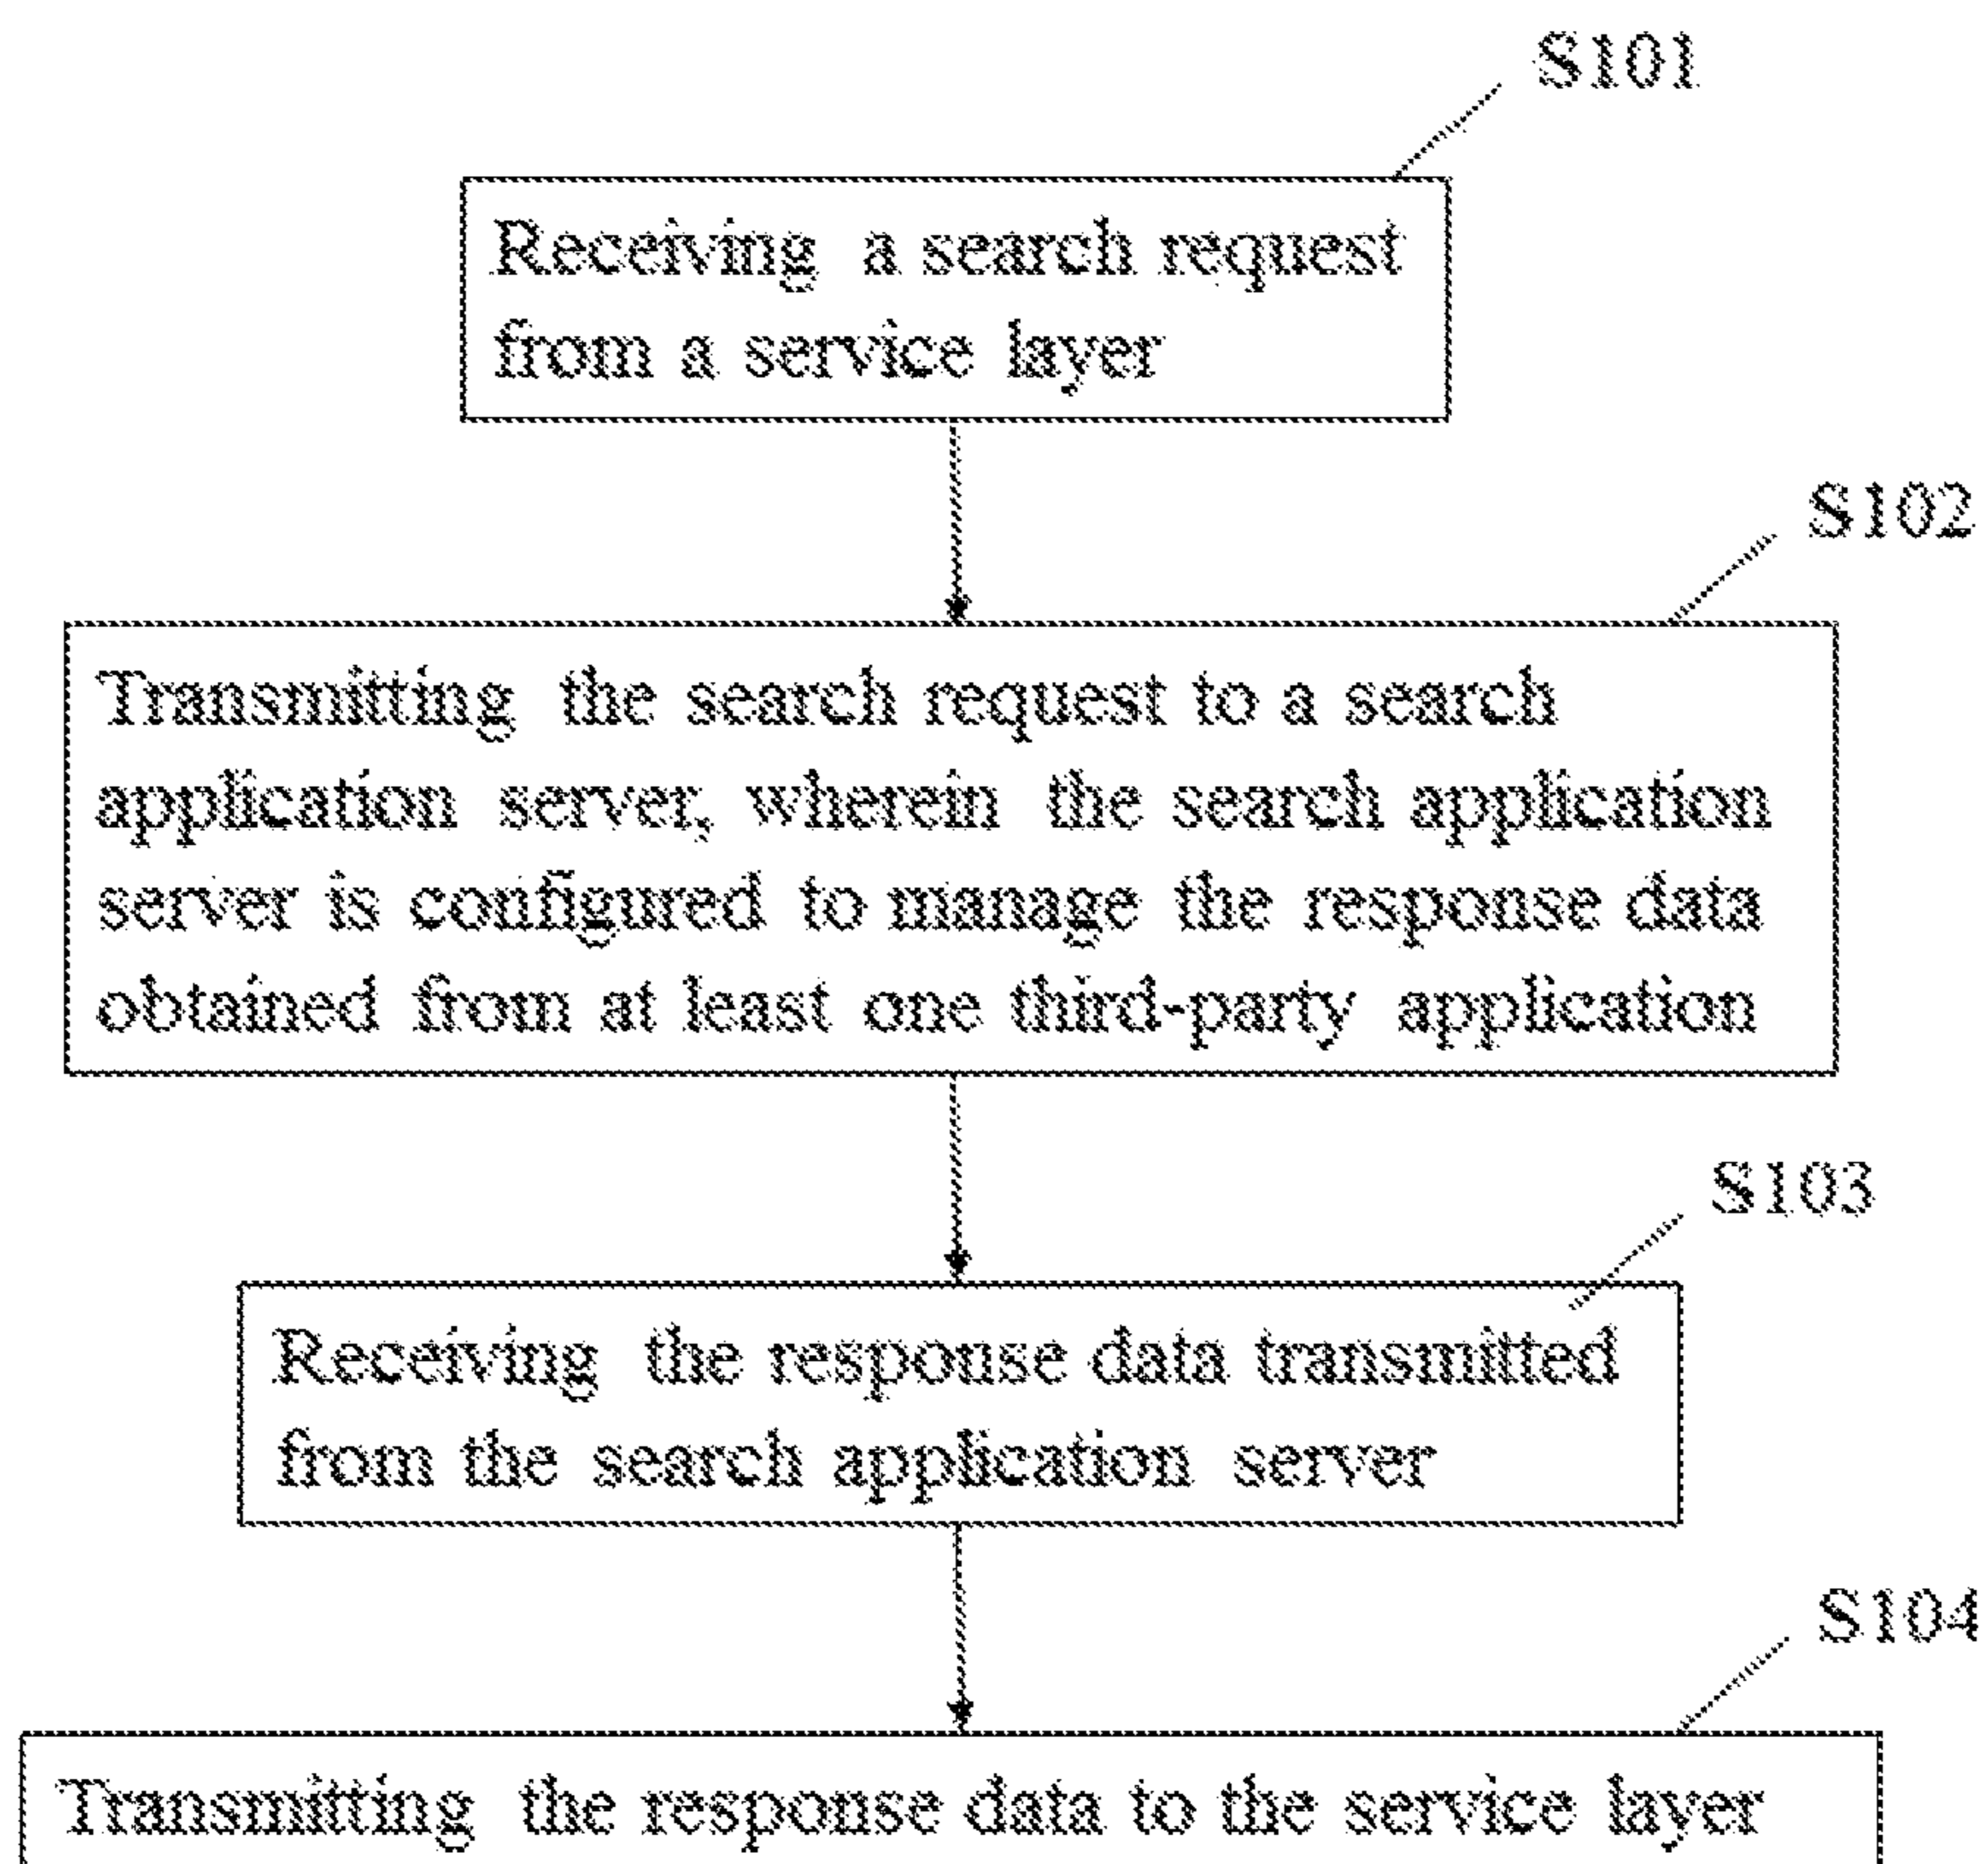 S101
Receiving a search request
from a service layer
S102
Transmitting the search request to a search
application server, wherein the search application
server is configured to manage the response data
obtained from at least one third-party application
S103
Receiving the response data transmitted
from the search application server
S104
Transmitting the response data to the service layer